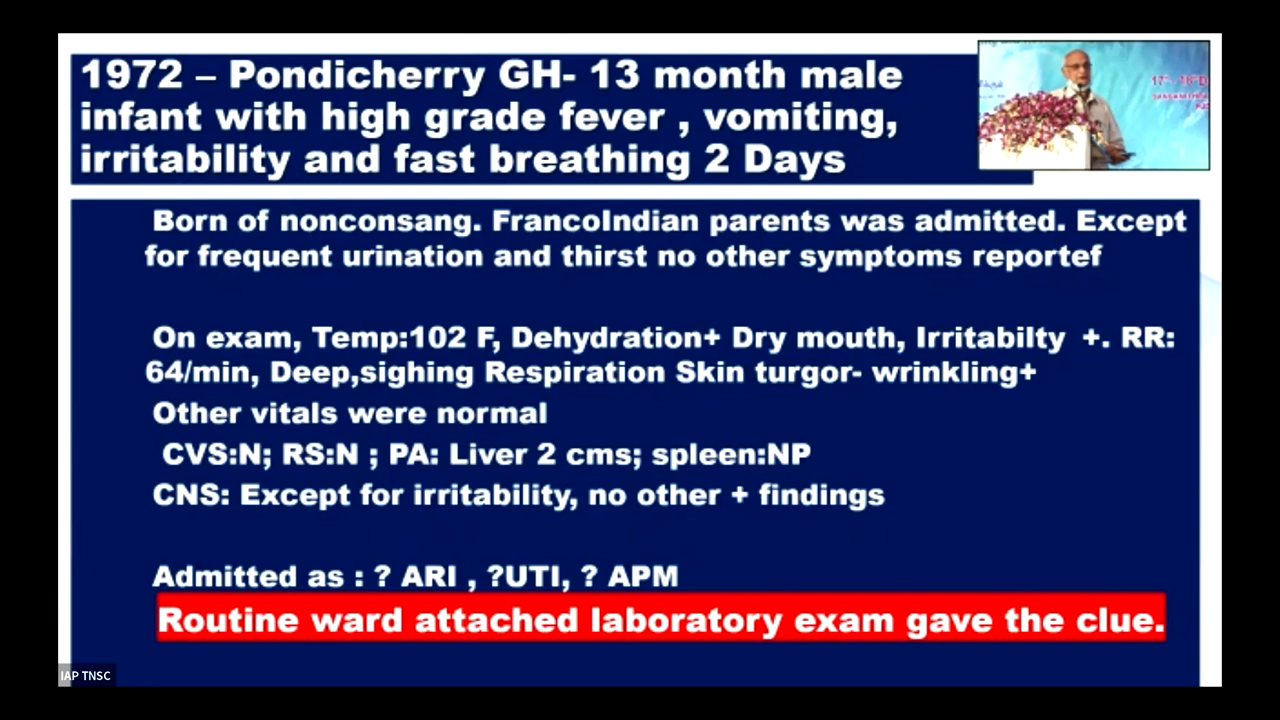 1972 – Pondicherry GH- 13 month male
infant with high grade fever , vomiting,
irritability and fast breathing 2 Days
Born of nonconsang. FrancoIndian parents was admitted. Except
for frequent urination and thirst no other symptoms reportef
On exam, Temp:102 F, Dehydration+ Dry mouth, Irritabilty +. RR:
64/min, Deep,sighing Respiration Skin turgor- wrinkling+
Other vitals were normal
CVS:N; RS:N ; PA: Liver 2 cms; spleen:NP
CNS: Except for irritability, no other + findings
Admitted as : ? ARI , ?UTI, ? APM
Routine ward attached laboratory exam gave the clue.
IAP TNSC